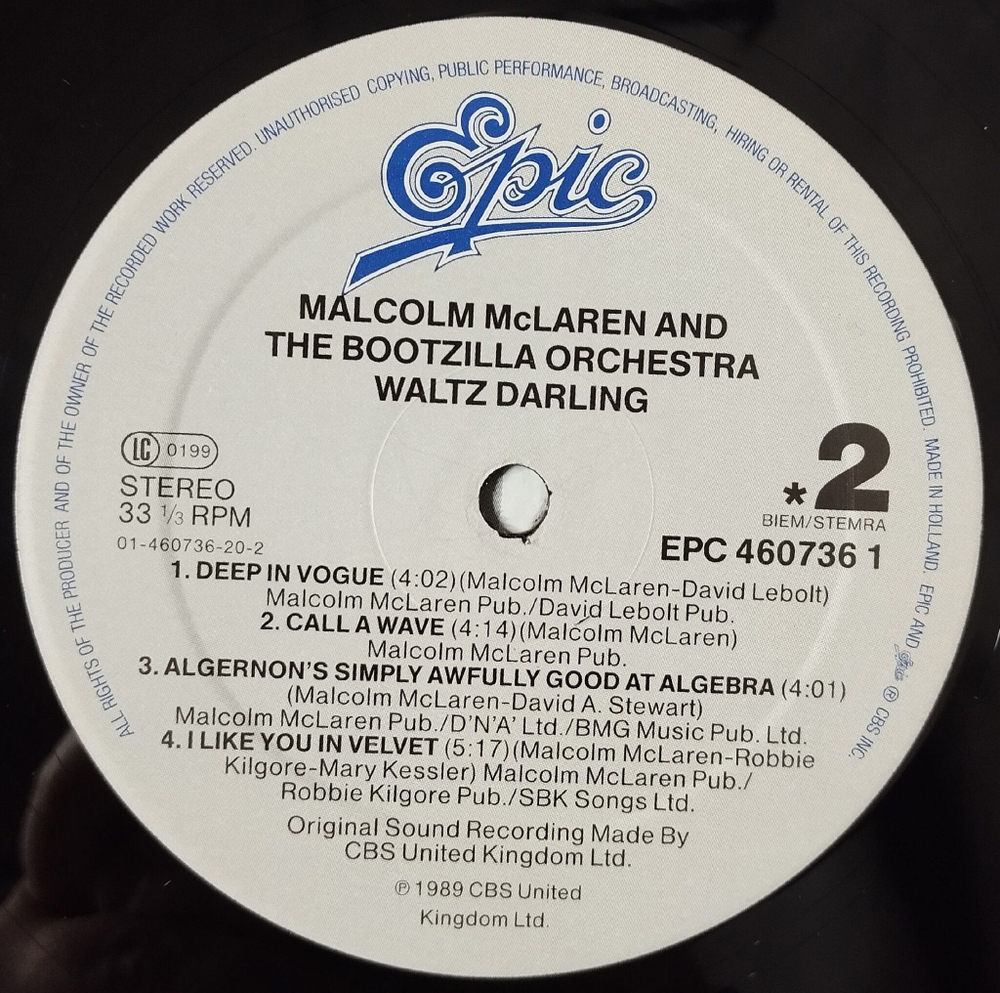 ALL RIGHTS OF THE PRODUCER AND OF THE OWNER OF THE RECORDED WORK RESERVED. UNAUTHORISED COPYING, PUBLIC PERFORMANCE, BROADCASTING, HIRING OR RENTAL OF THIS RECORDING PROHIBITED. MADE IN HOLLAND. EPIC AND Epic ® CBS INC.
Epic
MALCOLM McLAREN AND
THE BOOTZILLA ORCHESTRA
WALTZ DARLING
LC 0199
STEREO
33 1/3 RPM
01-460736-20-2
*2
BIEM/STEMRA
EPC 460736 1
1. DEEP IN VOGUE (4:02)(Malcolm McLaren-David Lebolt)
Malcolm McLaren Pub./David Lebolt Pub.
2. CALL A WAVE (4:14)(Malcolm McLaren)
Malcolm McLaren Pub.
3. ALGERNON'S SIMPLY AWFULLY GOOD AT ALGEBRA (4:01)
(Malcolm McLaren-David A. Stewart)
Malcolm McLaren Pub./D'N'A' Ltd./BMG Music Pub. Ltd.
4. I LIKE YOU IN VELVET (5:17)(Malcolm McLaren-Robbie
Kilgore-Mary Kessler) Malcolm McLaren Pub./
Robbie Kilgore Pub./SBK Songs Ltd.
Original Sound Recording Made By
CBS United Kingdom Ltd.
℗ 1989 CBS United
Kingdom Ltd.